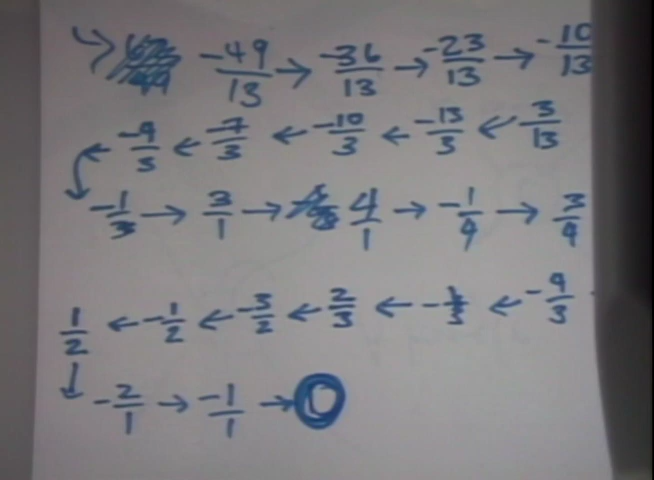 → -49/13 → -36/13 → -23/13 → -10/13
← -4/3 ← -7/3 ← -10/3 ← -13/3 ← 3/13
-1/3 → 3/1 → 4/1 → -1/4 → 3/4
1/2 ← -1/2 ← -3/2 ← 2/3 ← -1/3 ← -4/3
↓ -2/1 → -1/1 → 0